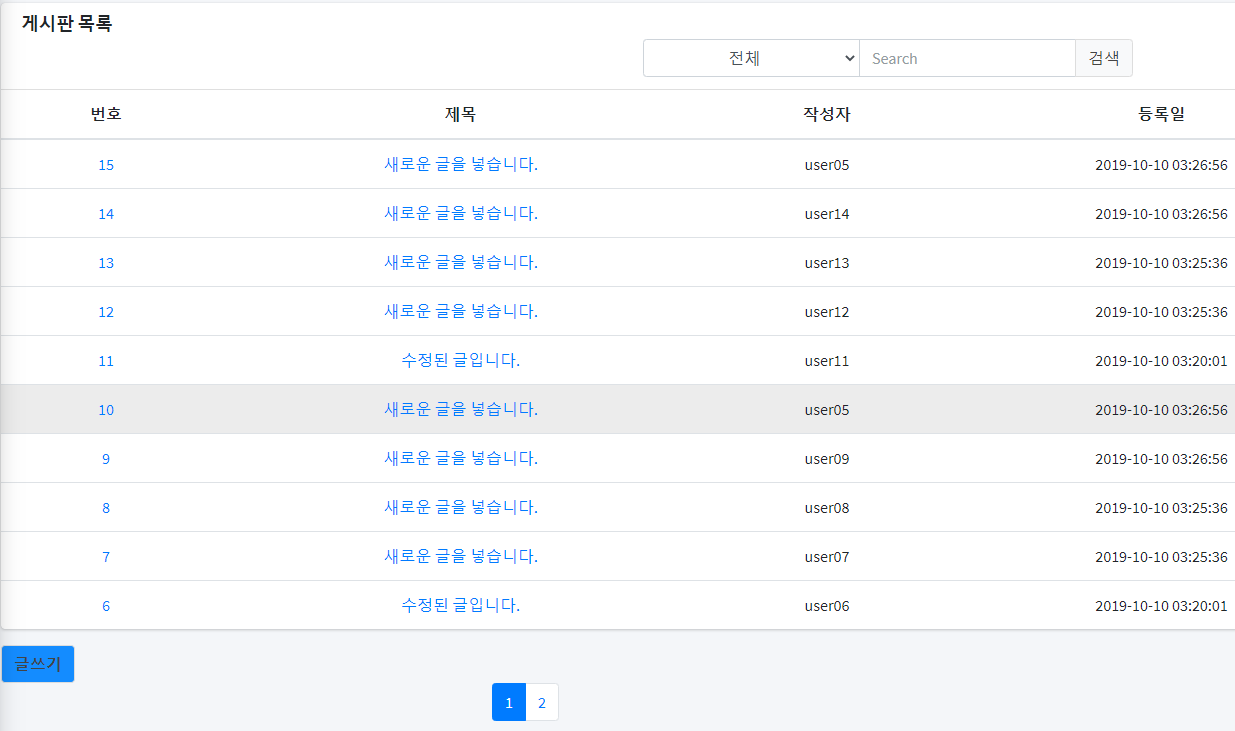 게시판 목록
전체 Search 검색
번호 제목 작성자 등록일
15 새로운 글을 넣습니다. user05 2019-10-10 03:26:56
14 새로운 글을 넣습니다. user14 2019-10-10 03:26:56
13 새로운 글을 넣습니다. user13 2019-10-10 03:25:36
12 새로운 글을 넣습니다. user12 2019-10-10 03:25:36
11 수정된 글입니다. user11 2019-10-10 03:20:01
10 새로운 글을 넣습니다. user05 2019-10-10 03:26:56
9 새로운 글을 넣습니다. user09 2019-10-10 03:26:56
8 새로운 글을 넣습니다. user08 2019-10-10 03:25:36
7 새로운 글을 넣습니다. user07 2019-10-10 03:25:36
6 수정된 글입니다. user06 2019-10-10 03:20:01
글쓰기
1 2